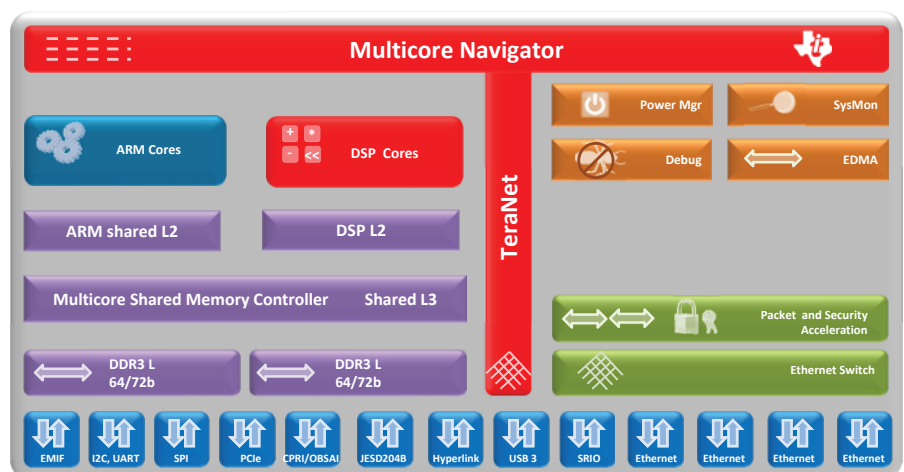 Multicore Navigator
ti
TeraNet
Power Mgr
SysMon
ARM Cores
+ *
- <<
DSP Cores
Debug
EDMA
ARM shared L2
DSP L2
Multicore Shared Memory Controller Shared L3
Packet and Security
Acceleration
DDR3 L
64/72b
DDR3 L
64/72b
Ethernet Switch
EMIF
I2C, UART
SPI
PCIe
CPRI/OBSAI
JESD204B
Hyperlink
USB 3
SRIO
Ethernet
Ethernet
Ethernet
Ethernet